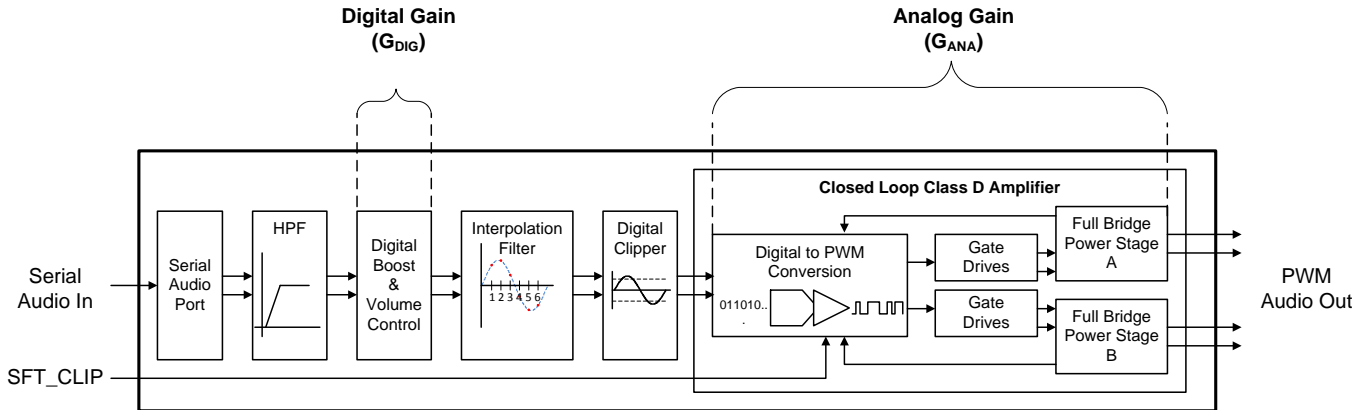 Digital Gain
(GDIG)
Analog Gain
(GANA)
Closed Loop Class D Amplifier
Serial
Audio In
Serial
Audio
Port
HPF
Digital
Boost
&
Volume
Control
Interpolation
Filter
1 2 3 4 5 6
Digital
Clipper
Digital to PWM
Conversion
011010..
.
Gate
Drives
Gate
Drives
Full Bridge
Power Stage
A
Full Bridge
Power Stage
B
PWM
Audio Out
SFT_CLIP